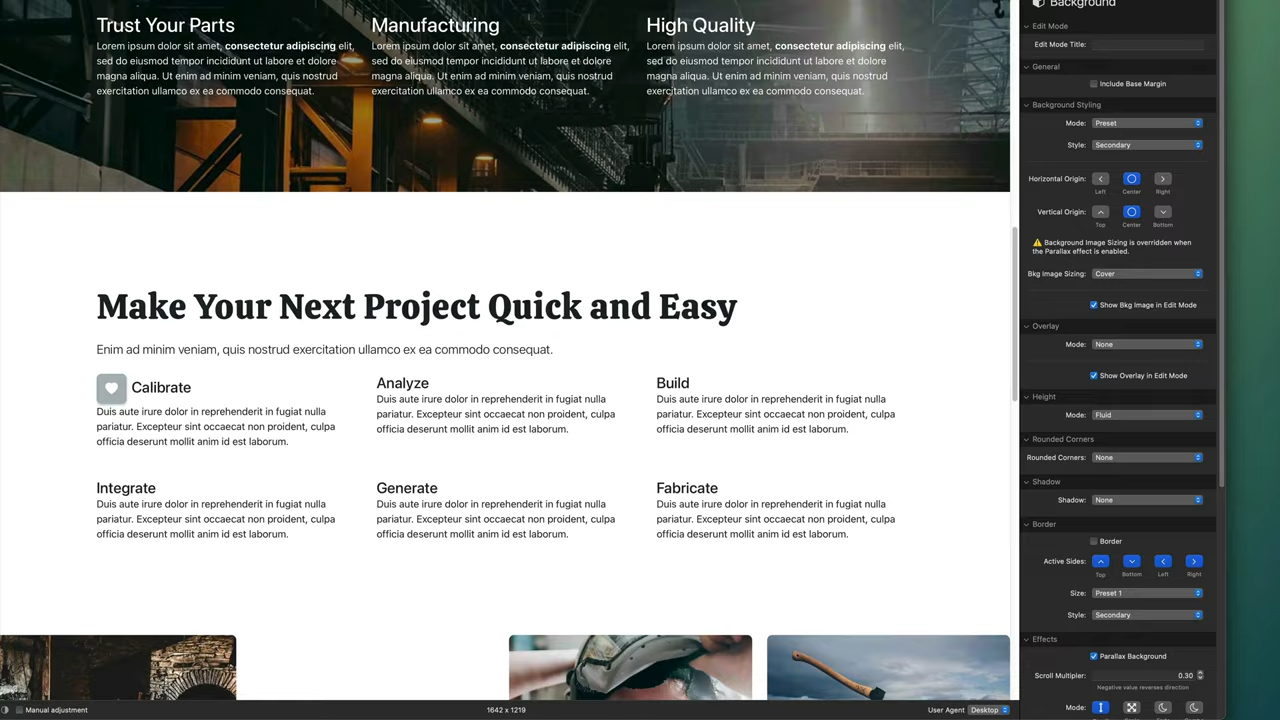 Trust Your Parts
Lorem ipsum dolor sit amet, consectetur adipiscing elit,
sed do eiusmod tempor incididunt ut labore et dolore
magna aliqua. Ut enim ad minim veniam, quis nostrud
exercitation ullamco ex ea commodo consequat.
Manufacturing
Lorem ipsum dolor sit amet, consectetur adipiscing elit,
sed do eiusmod tempor incididunt ut labore et dolore
magna aliqua. Ut enim ad minim veniam, quis nostrud
exercitation ullamco ex ea commodo consequat.
High Quality
Lorem ipsum dolor sit amet, consectetur adipiscing elit,
sed do eiusmod tempor incididunt ut labore et dolore
magna aliqua. Ut enim ad minim veniam, quis nostrud
exercitation ullamco ex ea commodo consequat.
Make Your Next Project Quick and Easy
Enim ad minim veniam, quis nostrud exercitation ullamco ex ea commodo consequat.
Calibrate
Duis aute irure dolor in reprehenderit in fugiat nulla
pariatur. Excepteur sint occaecat non proident, culpa
officia deserunt mollit anim id est laborum.
Analyze
Duis aute irure dolor in reprehenderit in fugiat nulla
pariatur. Excepteur sint occaecat non proident, culpa
officia deserunt mollit anim id est laborum.
Build
Duis aute irure dolor in reprehenderit in fugiat nulla
pariatur. Excepteur sint occaecat non proident, culpa
officia deserunt mollit anim id est laborum.
Integrate
Duis aute irure dolor in reprehenderit in fugiat nulla
pariatur. Excepteur sint occaecat non proident, culpa
officia deserunt mollit anim id est laborum.
Generate
Duis aute irure dolor in reprehenderit in fugiat nulla
pariatur. Excepteur sint occaecat non proident, culpa
officia deserunt mollit anim id est laborum.
Fabricate
Duis aute irure dolor in reprehenderit in fugiat nulla
pariatur. Excepteur sint occaecat non proident, culpa
officia deserunt mollit anim id est laborum.
Manual adjustment
1642 x 1219
User Agent Desktop
Background
Edit Mode
Edit Mode Title:
General
Include Base Margin
Background Styling
Mode: Preset
Style: Secondary
Horizontal Origin:
Left Center Right
Vertical Origin:
Top Center Bottom
Background Image Sizing is overridden when
the Parallax effect is enabled.
Bkg Image Sizing: Cover
Show Bkg Image in Edit Mode
Overlay
Mode: None
Show Overlay in Edit Mode
Height
Mode: Fluid
Rounded Corners
Rounded Corners: None
Shadow
Shadow: None
Border
Border
Active Sides:
Top Bottom Left Right
Size: Preset 1
Style: Secondary
Effects
Parallax Background
Scroll Multiplier: 0.30
Negative value reverses direction
Mode: